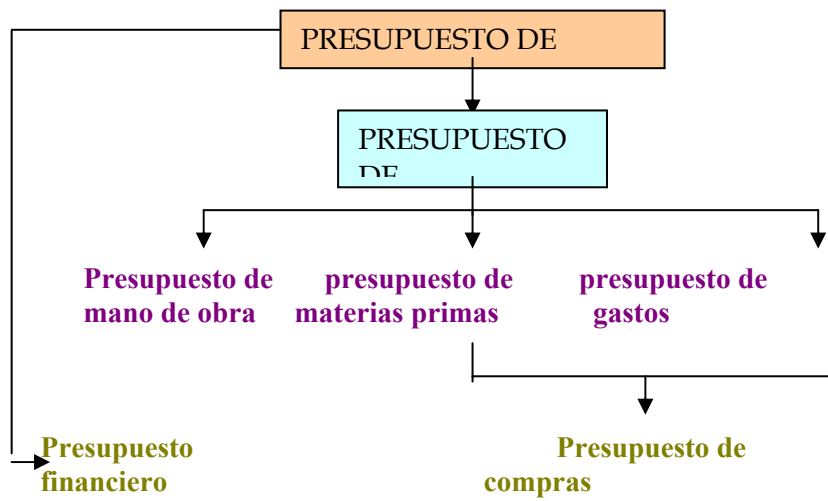 PRESUPUESTO DE
PRESUPUESTO
DE
Presupuesto de
mano de obra
presupuesto de
materias primas
presupuesto de
gastos
Presupuesto
financiero
Presupuesto de
compras